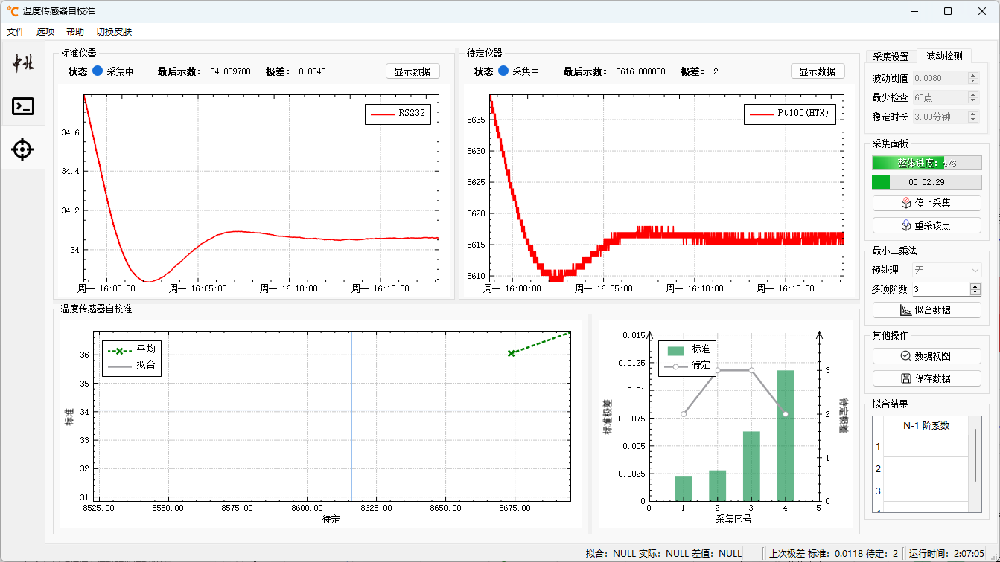 温度传感器自校准
文件 选项 帮助 切换皮肤
中北
标准仪器
状态 采集中 最后示数: 34.059700 极差: 0.0048 显示数据
RS232
34.6
34.4
34.2
34
周一 16:00:00 周一 16:05:00 周一 16:10:00 周一 16:15:00
待定仪器
状态 采集中 最后示数: 8616.000000 极差: 2 显示数据
Pt100(HTX)
8635
8630
8625
8620
8615
8610
周一 16:00:00 周一 16:05:00 周一 16:10:00 周一 16:15:00
温度传感器自校准
平均
拟合
标准
36
35
34
33
32
31
8525.00 8550.00 8575.00 8600.00 8625.00 8650.00 8675.00
待定
标准
待定
标准极差
0.015
0.0125
0.01
0.0075
0.005
0.0025
0
待定极差
3
2
1
0
0 1 2 3 4 5
采集序号
采集设置 波动检测
波动阈值 0.0080
最少检查 60点
稳定时长 3.00分钟
采集面板
整体进度: 4/6
00:02:29
停止采集
重采该点
最小二乘法
预处理 无
多项阶数 3
拟合数据
其他操作
数据视图
保存数据
拟合结果
N-1 阶系数
1
2
3
4
拟合: NULL 实际: NULL 差值: NULL 上次极差 标准: 0.0118 待定: 2 运行时间: 2:07:05